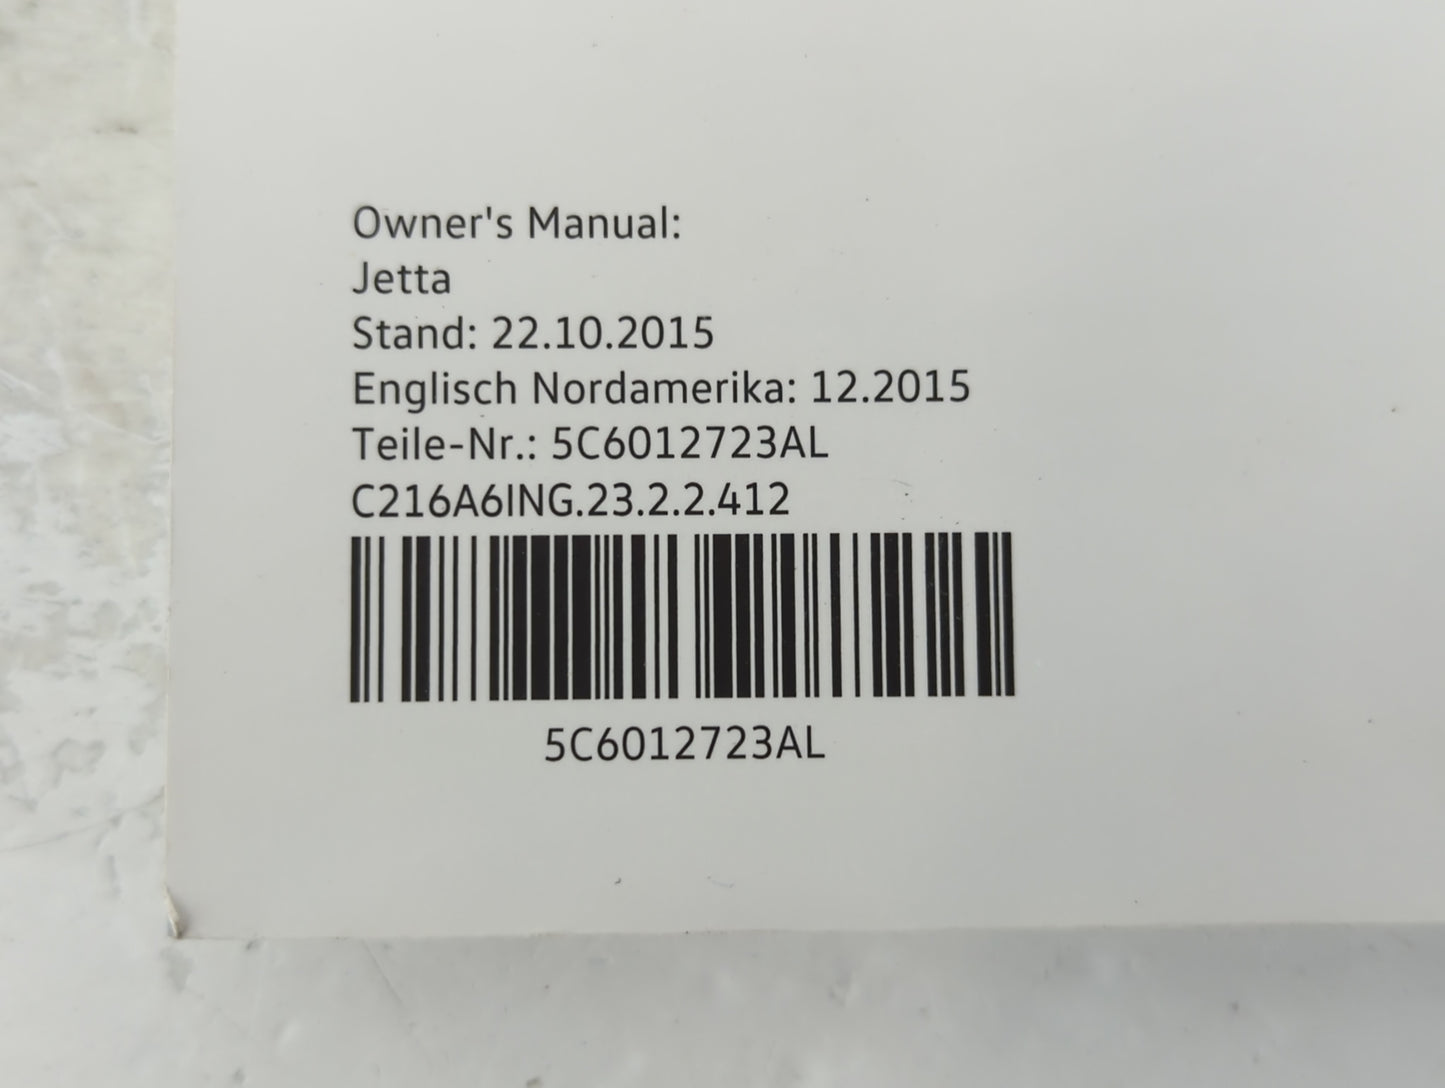 Owner's Manual:
Jetta
Stand: 22.10.2015
Englisch Nordamerika: 12.2015
Teile-Nr.: 5C6012723AL
C216A6ING.23.2.2.412
5C6012723AL